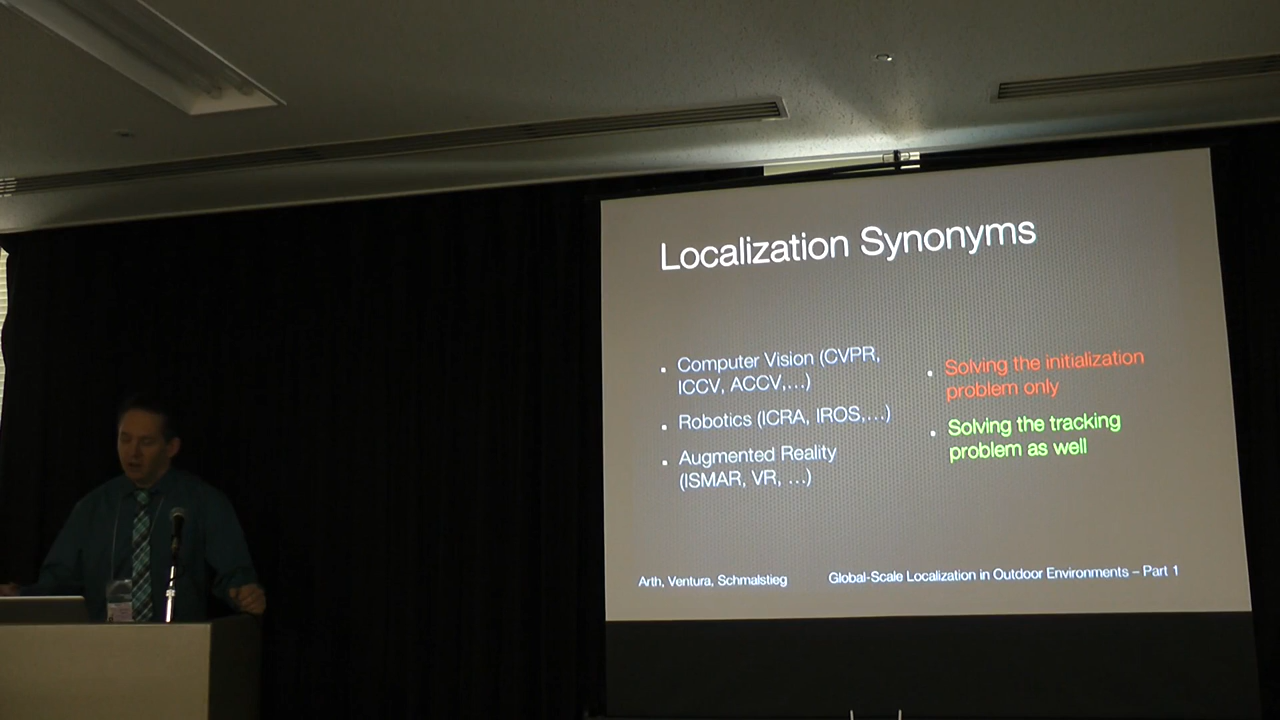 Localization Synonyms
Computer Vision (CVPR,
ICCV, ACCV,...)
Robotics (ICRA, IROS,...)
Augmented Reality
(ISMAR, VR, ...)
Solving the initialization
problem only
Solving the tracking
problem as well
Arth, Ventura, Schmalstieg
Global-Scale Localization in Outdoor Environments – Part 1